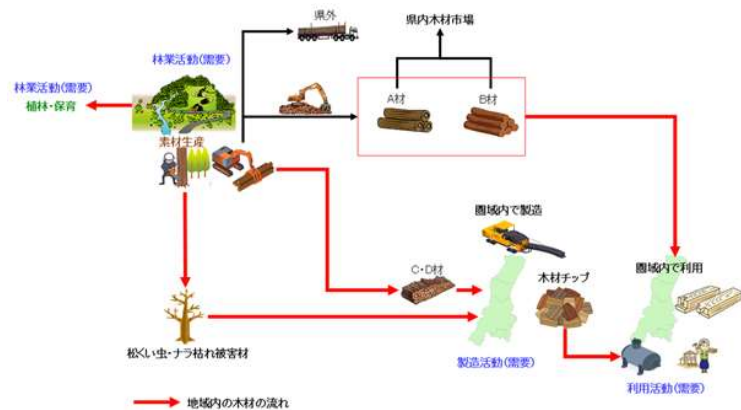 県外
県内木材市場
林業活動(需要)
林業活動(需要)
植林・保育
A材
B材
素材生産
圏域内で製造
圏域内で利用
C・D材
木材チップ
松くい虫・ナラ枯れ被害材
製造活動(需要)
利用活動(需要)
地域内の木材の流れ